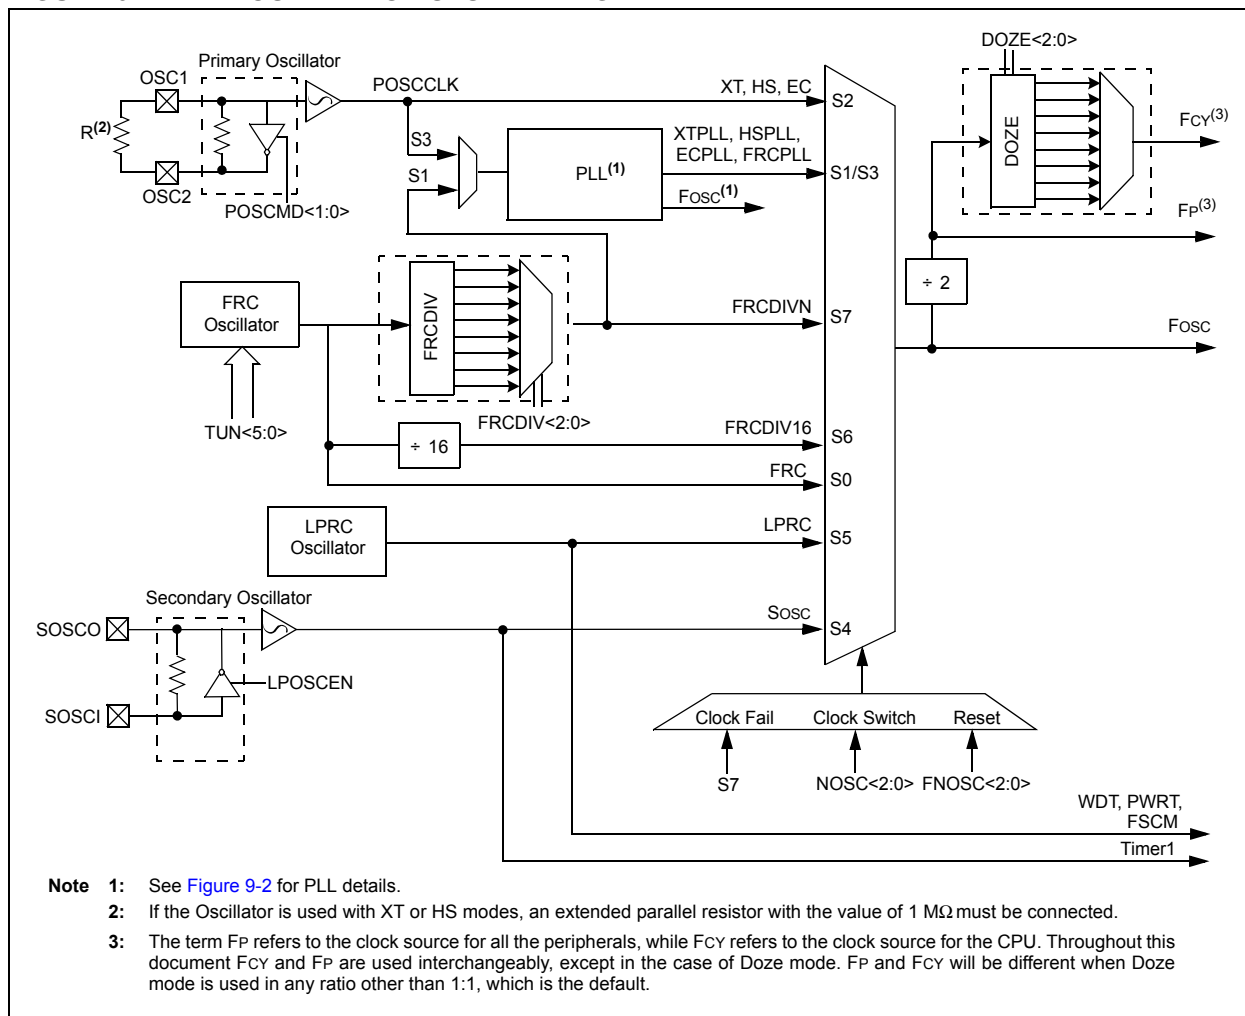 DOZE<2:0>
Primary Oscillator
OSC1
POSCCLK
XT, HS, EC
S2
R(2)
DOZE
FCY(3)
S3
XTPLL, HSPLL,
ECPLL, FRCPLL
PLL(1)
S1/S3
S1
FOSC(1)
OSC2
POSCMD<1:0>
FP(3)
÷ 2
FRC
Oscillator
FRCDIV
FRCDIVN
S7
FOSC
TUN<5:0>
FRCDIV<2:0>
÷ 16
FRCDIV16
S6
FRC
S0
LPRC
Oscillator
LPRC
S5
Secondary Oscillator
SOSCO
SOSC
S4
LPOSCEN
SOSCI
Clock Fail
Clock Switch
Reset
S7
NOSC<2:0>
FNOSC<2:0>
WDT, PWRT,
FSCM
Timer1
Note 1: See Figure 9-2 for PLL details.
2: If the Oscillator is used with XT or HS modes, an extended parallel resistor with the value of 1 MΩ must be connected.
3: The term FP refers to the clock source for all the peripherals, while FCY refers to the clock source for the CPU. Throughout this
document FCY and FP are used interchangeably, except in the case of Doze mode. FP and FCY will be different when Doze
mode is used in any ratio other than 1:1, which is the default.